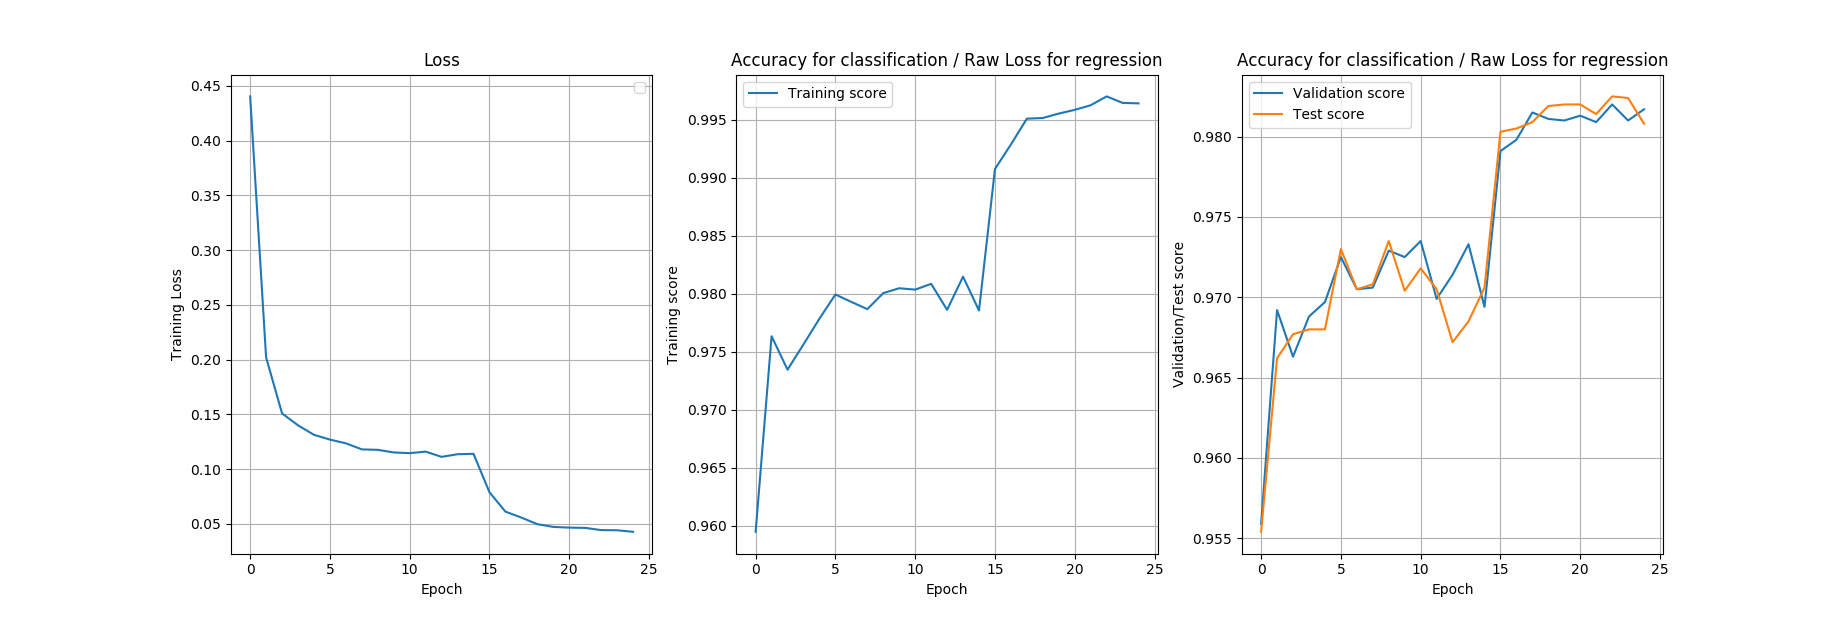 Loss
0.45
0.40
0.35
0.30
0.25
0.20
0.15
0.10
0.05
Training Loss
0 5 10 15 20 25
Epoch
Accuracy for classification / Raw Loss for regression
Training score
0.995
0.990
0.985
0.980
0.975
0.970
0.965
0.960
Training score
0 5 10 15 20 25
Epoch
Accuracy for classification / Raw Loss for regression
Validation score
Test score
0.980
0.975
0.970
0.965
0.960
0.955
Validation/Test score
0 5 10 15 20 25
Epoch